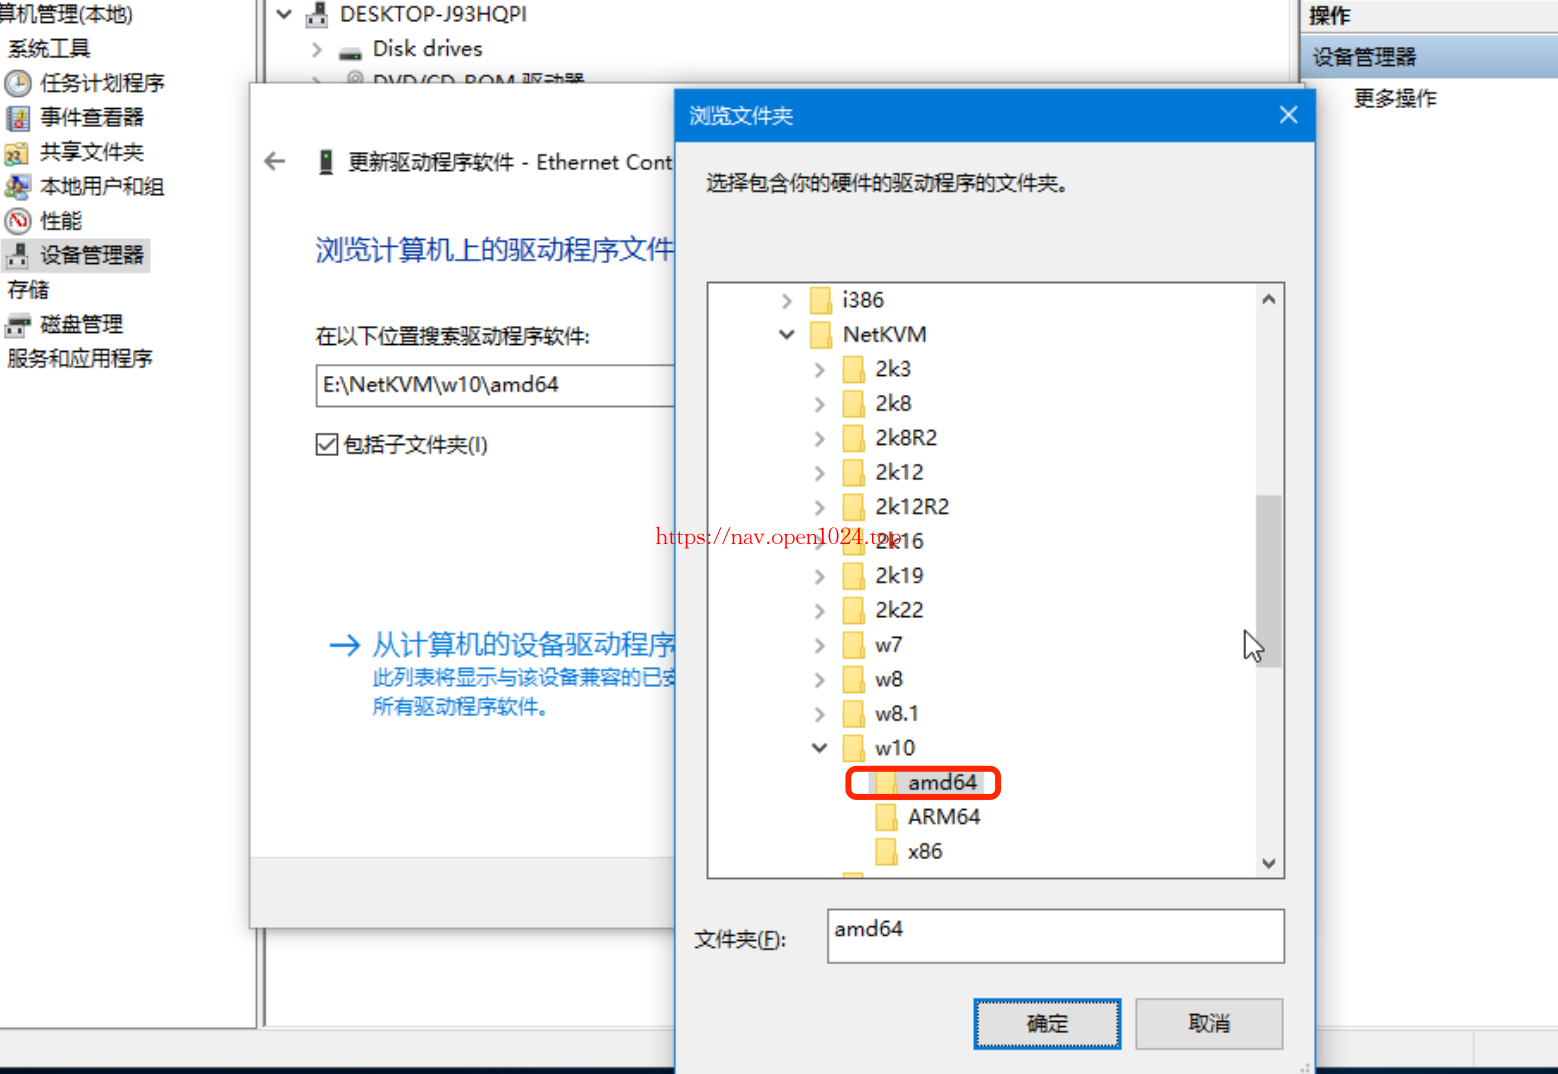 算机管理(本地)
系统工具
任务计划程序
事件查看器
共享文件夹
本地用户和组
性能
设备管理器
存储
磁盘管理
服务和应用程序
DESKTOP-J93HQPI
Disk drives
DVD/CD-ROM 驱动器
更新驱动程序软件 - Ethernet Cont
浏览计算机上的驱动程序文件
在以下位置搜索驱动程序软件:
E:\NetKVM\w10\amd64
包括子文件夹(I)
从计算机的设备驱动程序
此列表将显示与该设备兼容的已安
所有驱动程序软件。
浏览文件夹
选择包含你的硬件的驱动程序的文件夹。
i386
NetKVM
2k3
2k8
2k8R2
2k12
2k12R2
https://nav.open1024.top
2k16
2k19
2k22
w7
w8
w8.1
w10
amd64
ARM64
x86
文件夹(F):
amd64
确定
取消
操作
设备管理器
更多操作